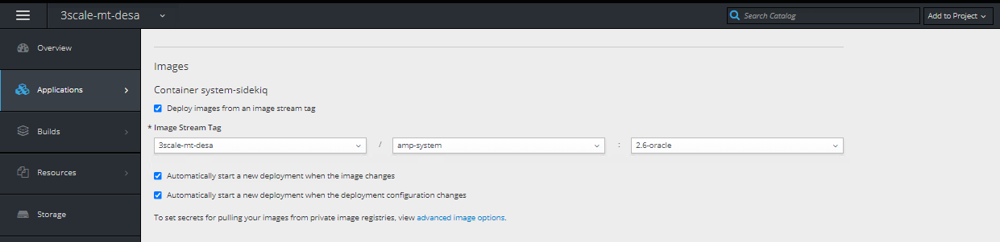 3scale-mt-desa
Search Catalog
Add to Project
Overview
Applications
Builds
Resources
Storage
Images
Container system-sidekiq
Deploy images from an image stream tag
* Image Stream Tag
3scale-mt-desa / amp-system : 2.6-oracle
Automatically start a new deployment when the image changes
Automatically start a new deployment when the deployment configuration changes
To set secrets for pulling your images from private image registries, view advanced image options.